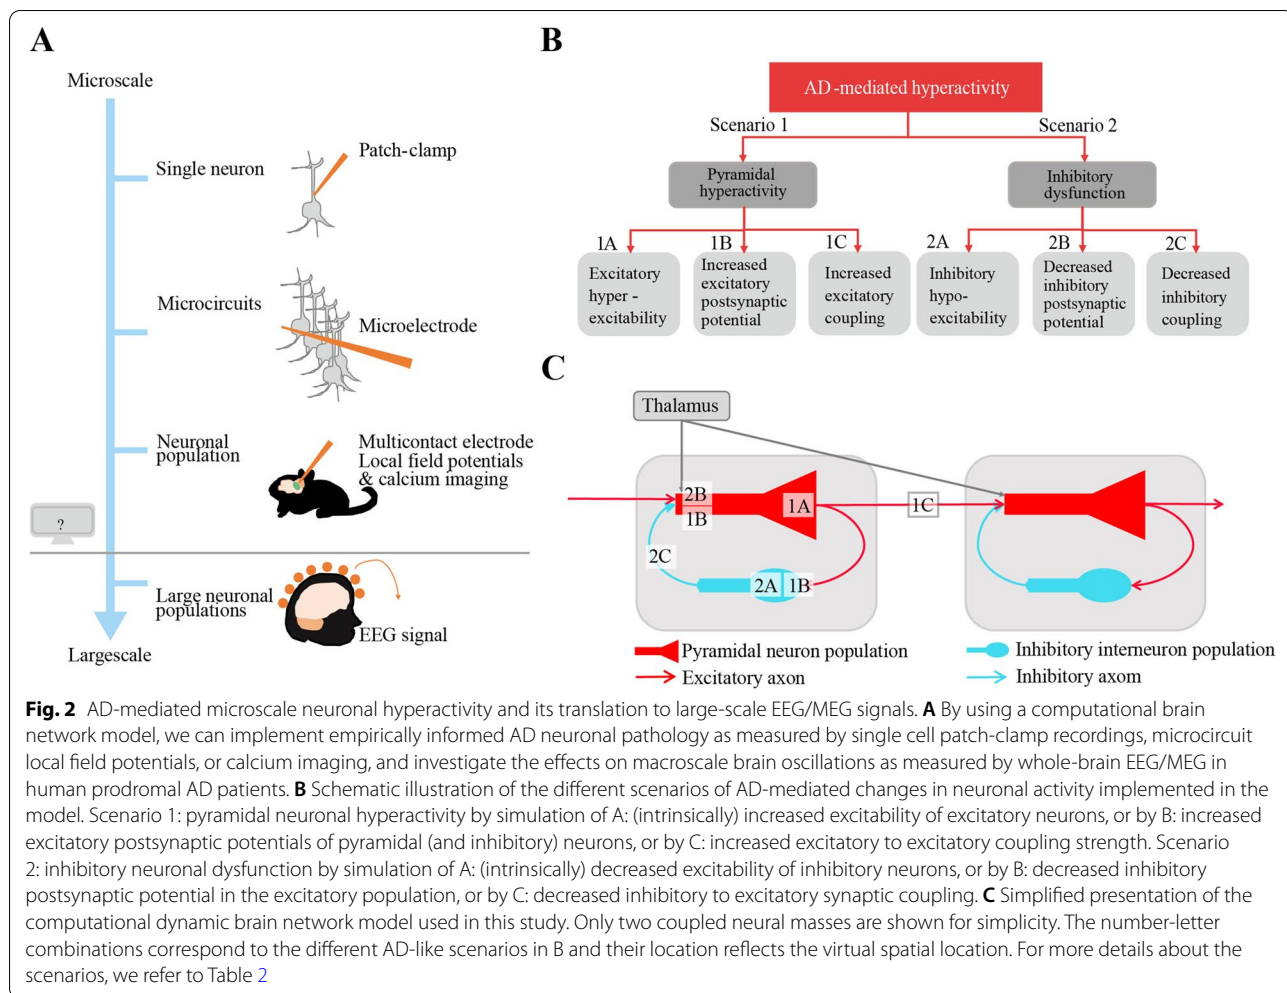 A
Microscale
Single neuron
Patch-clamp
Microcircuits
Microelectrode
Neuronal
population
Multicontact electrode
Local field potentials
& calcium imaging
?
Large neuronal
populations
EEG signal
Largescale
B
AD-mediated hyperactivity
Scenario 1
Scenario 2
Pyramidal
hyperactivity
Inhibitory
dysfunction
1A
1B
1C
2A
2B
2C
Excitatory
hyper -
excitability
Increased
excitatory
postsynaptic
potential
Increased
excitatory
coupling
Inhibitory
hypo-
excitability
Decreased
inhibitory
postsynaptic
potential
Decreased
inhibitory
coupling
C
Thalamus
2B
1B
1A
1C
2C
2A
1B
Pyramidal neuron population
Excitatory axon
Inhibitory interneuron population
Inhibitory axom
Fig. 2 AD-mediated microscale neuronal hyperactivity and its translation to large-scale EEG/MEG signals. A By using a computational brain
network model, we can implement empirically informed AD neuronal pathology as measured by single cell patch-clamp recordings, microcircuit
local field potentials, or calcium imaging, and investigate the effects on macroscale brain oscillations as measured by whole-brain EEG/MEG in
human prodromal AD patients. B Schematic illustration of the different scenarios of AD-mediated changes in neuronal activity implemented in the
model. Scenario 1: pyramidal neuronal hyperactivity by simulation of A: (intrinsically) increased excitability of excitatory neurons, or by B: increased
excitatory postsynaptic potentials of pyramidal (and inhibitory) neurons, or by C: increased excitatory to excitatory coupling strength. Scenario
2: inhibitory neuronal dysfunction by simulation of A: (intrinsically) decreased excitability of inhibitory neurons, or by B: decreased inhibitory
postsynaptic potential in the excitatory population, or by C: decreased inhibitory to excitatory synaptic coupling. C Simplified presentation of the
computational dynamic brain network model used in this study. Only two coupled neural masses are shown for simplicity. The number-letter
combinations correspond to the different AD-like scenarios in B and their location reflects the virtual spatial location. For more details about the
scenarios, we refer to Table 2